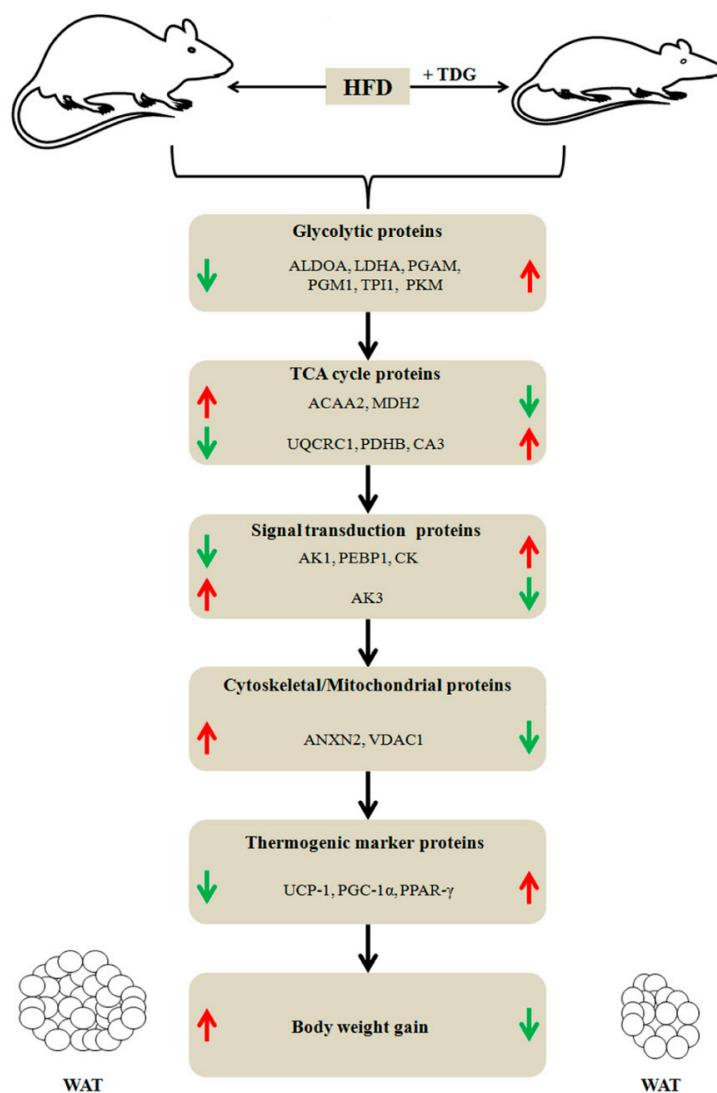 HFD
+ TDG
Glycolytic proteins
ALDOA, LDHA, PGAM,
PGM1, TPI1, PKM
TCA cycle proteins
ACAA2, MDH2
UQCRC1, PDHB, CA3
Signal transduction proteins
AK1, PEBP1, CK
AK3
Cytoskeletal/Mitochondrial proteins
ANXN2, VDAC1
Thermogenic marker proteins
UCP-1, PGC-1α, PPAR-γ
Body weight gain
WAT
WAT